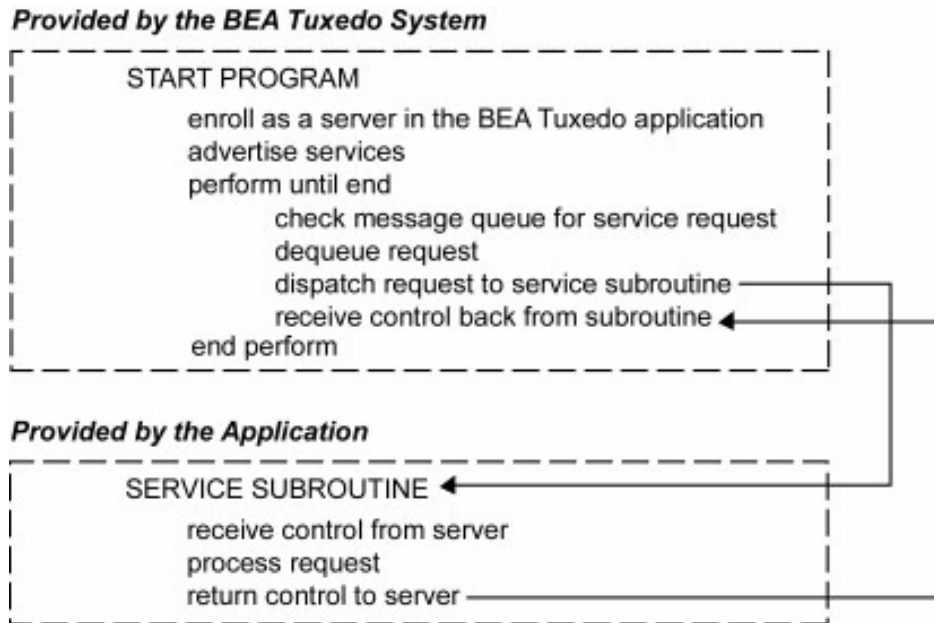 Provided by the BEA Tuxedo System
START PROGRAM
enroll as a server in the BEA Tuxedo application
advertise services
perform until end
check message queue for service request
dequeue request
dispatch request to service subroutine
receive control back from subroutine
end perform
Provided by the Application
SERVICE SUBROUTINE
receive control from server
process request
return control to server